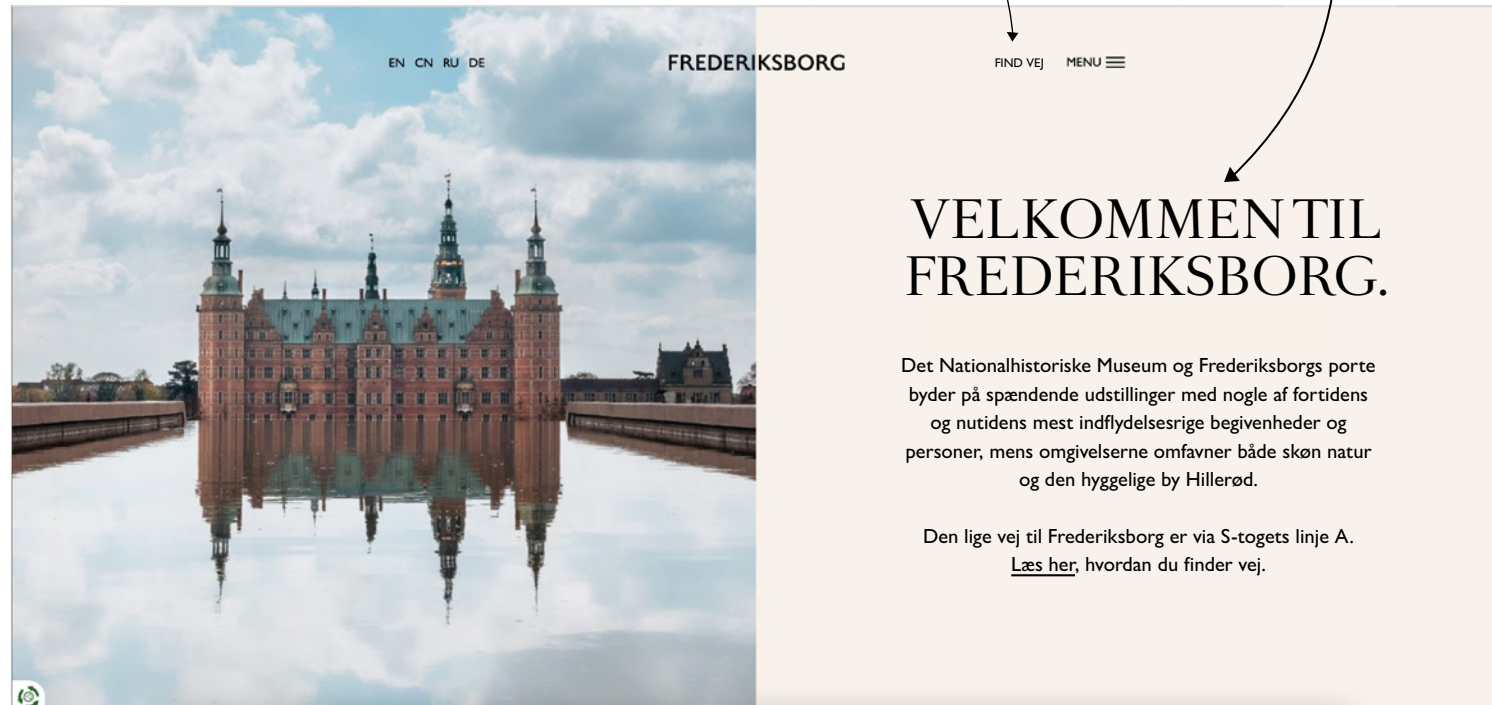 EN CN RU DE
FREDERIKSBORG
FIND VEJ
MENU
VELKOMMEN TIL
FREDERIKSBORG.
Det Nationalhistoriske Museum og Frederiksborgs porte
byder på spændende udstillinger med nogle af fortidens
og nutidens mest indflydelsesrige begivenheder og
personer, mens omgivelserne omfavner både skøn natur
og den hyggelige by Hillerød.
Den lige vej til Frederiksborg er via S-togets linje A.
Læs her, hvordan du finder vej.